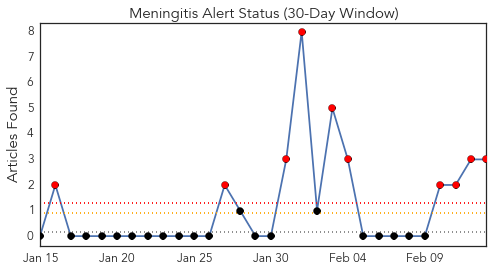 Meningitis Alert Status (30-Day Window)
Articles Found
8
7
6
5
4
3
2
1
0
Jan 15
Jan 20
Jan 25
Jan 30
Feb 04
Feb 09